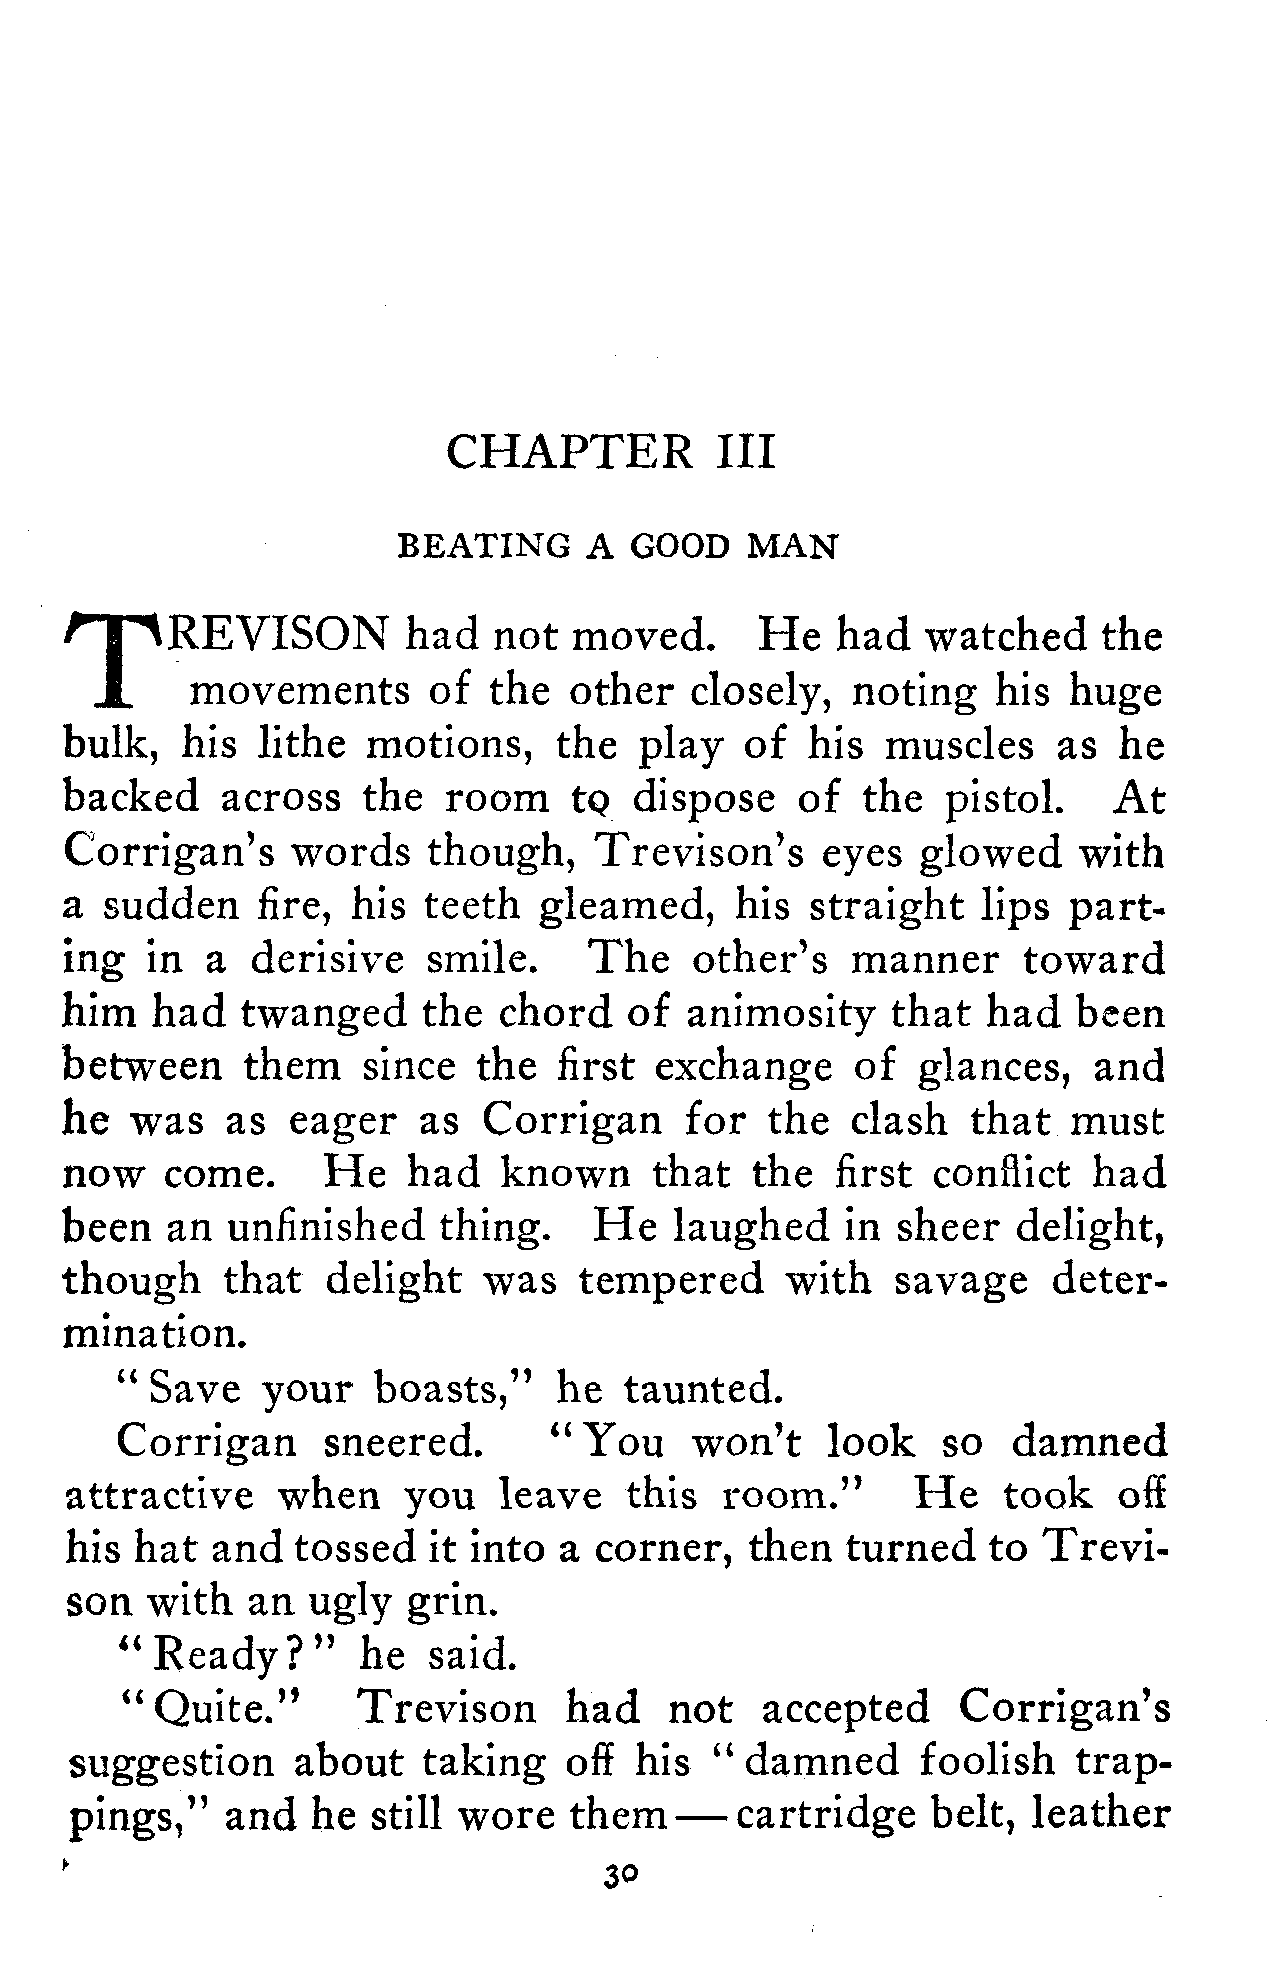 CHAPTER III
BEATING A GOOD MAN
TREVISON had not moved. He had watched the
movements of the other closely, noting his huge
bulk, his lithe motions, the play of his muscles as he
backed across the room to dispose of the pistol. At
Corrigan's words though, Trevison's eyes glowed with
a sudden fire, his teeth gleamed, his straight lips part-
ing in a derisive smile. The other's manner toward
him had twanged the chord of animosity that had been
between them since the first exchange of glances, and
he was as eager as Corrigan for the clash that must
now come. He had known that the first conflict had
been an unfinished thing. He laughed in sheer delight,
though that delight was tempered with savage deter-
mination.
"Save your boasts," he taunted.
Corrigan sneered. "You won't look so damned
attractive when you leave this room." He took off
his hat and tossed it into a corner, then turned to Trevi-
son with an ugly grin.
"Ready?" he said.
"Quite." Trevison had not accepted Corrigan's
suggestion about taking off his "damned foolish trap-
pings," and he still wore them—cartridge belt, leather
30